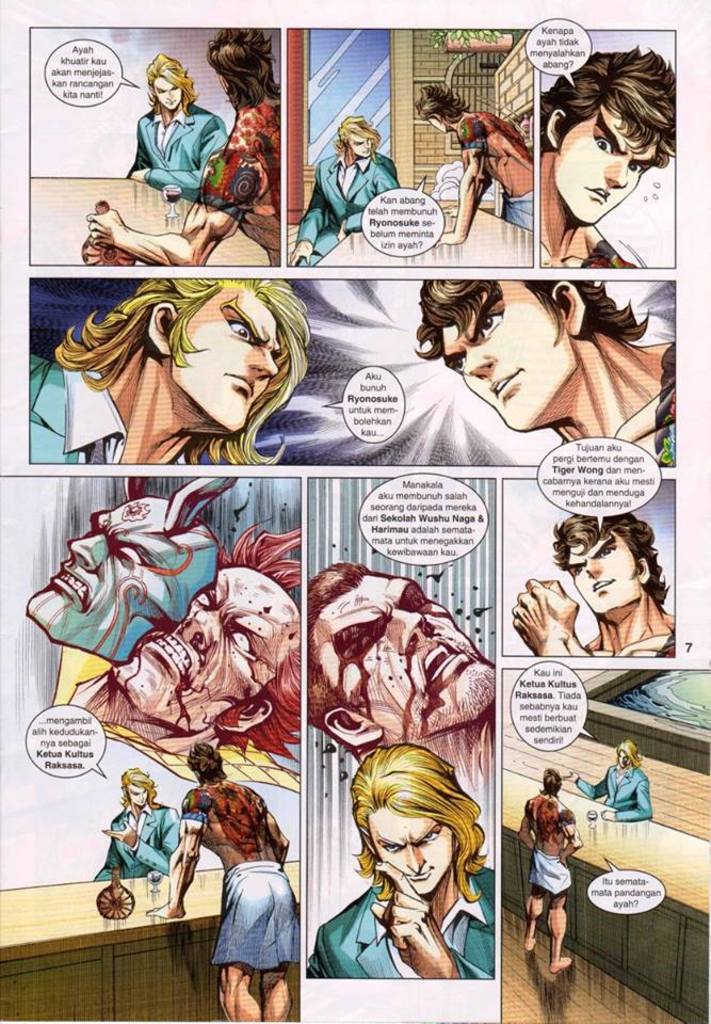 Ayah
khuatir kau
akan menjejas-
kan rancangan
kita nanti!
Kan abang
telah membunuh
Ryonosuke se-
belum meminta
izin ayah?
Kenapa
ayah tidak
menyalahkan
abang?
Aku
bunuh
Ryonosuke
untuk mem-
bolehkan
kau...
...mengambil
alih kedudukan-
nya sebagai
Ketua Kultus
Raksasa.
Manakala
aku membunuh salah
seorang daripada mereka
dari Sekolah Wushu Naga &
Harimau adalah semata-
mata untuk menegakkan
kewibawaan kau.
Tujuan aku
pergi bertemu dengan
Tiger Wong dan men-
cabarnya kerana aku mesti
menguji dan menduga
kehandalannya!
7
Kau ini
Ketua Kultus
Raksasa. Tiada
sebabnya kau
mesti berbuat
sedemikian
sendiri!
Itu semata-
mata pandangan
ayah?